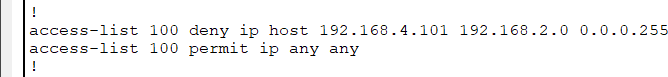 !
access-list 100 deny ip host 192.168.4.101 192.168.2.0 0.0.0.255
access-list 100 permit ip any any
!